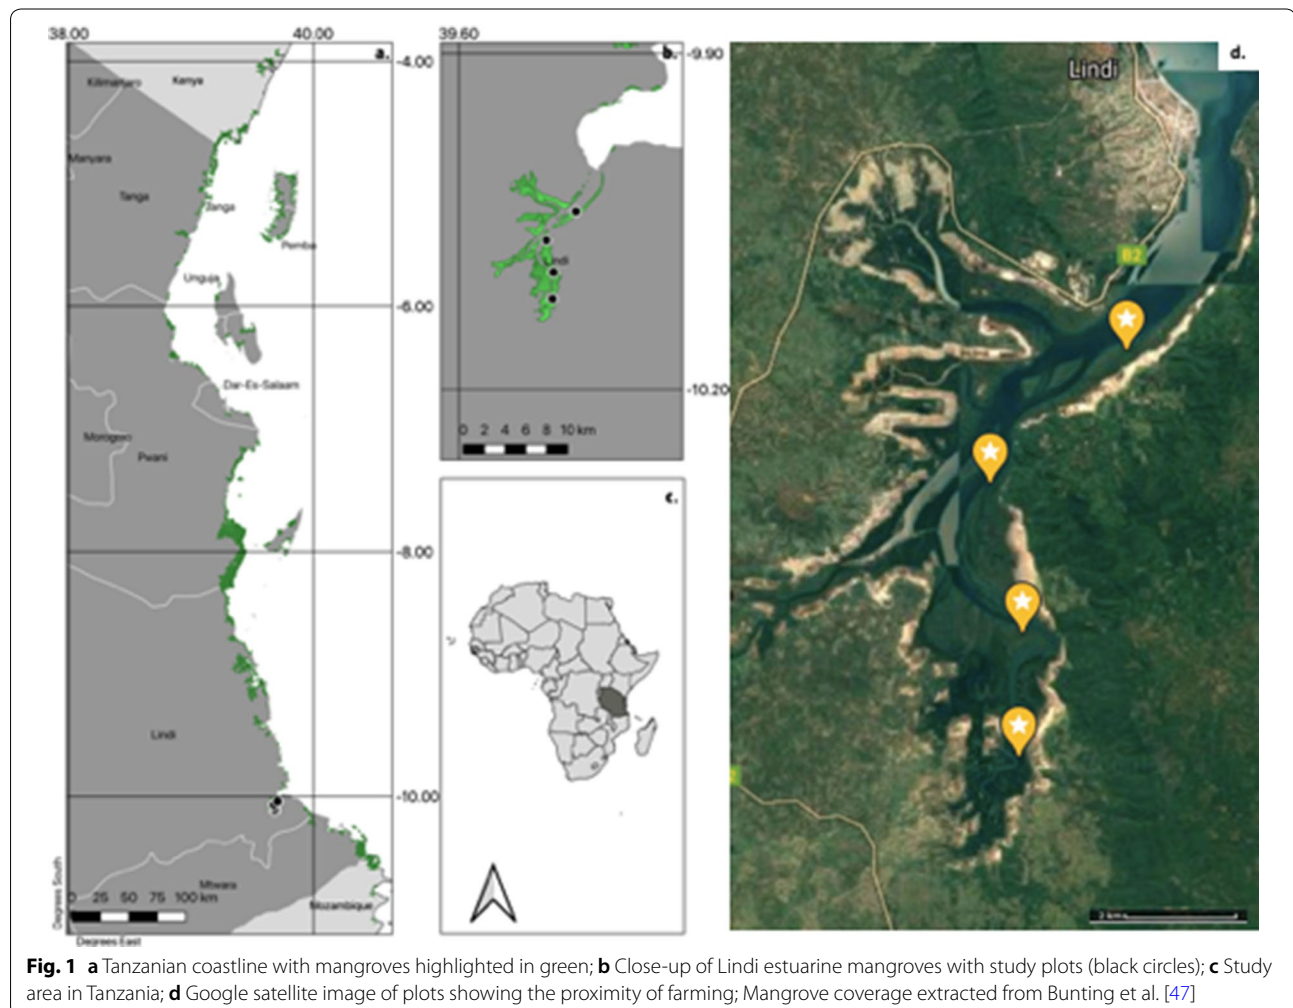 38.00 40.00
a.
-4.00
Kilimanjaro
Kenya
Manyara
Tanga
Tanga
Pemba
Unguja
-6.00
Dar-Es-Salaam
Morogoro
Pwani
-8.00
Lindi
-10.00
Mtwara
0 25 50 75 100 km
Mozambique
Degrees South
Degrees East
39.60
b.
-9.90
Lindi
-10.20
0 2 4 6 8 10 km
c.
d.
Lindi
B2
2 kms
Fig. 1 a Tanzanian coastline with mangroves highlighted in green; b Close-up of Lindi estuarine mangroves with study plots (black circles); c Study
area in Tanzania; d Google satellite image of plots showing the proximity of farming; Mangrove coverage extracted from Bunting et al. [47]